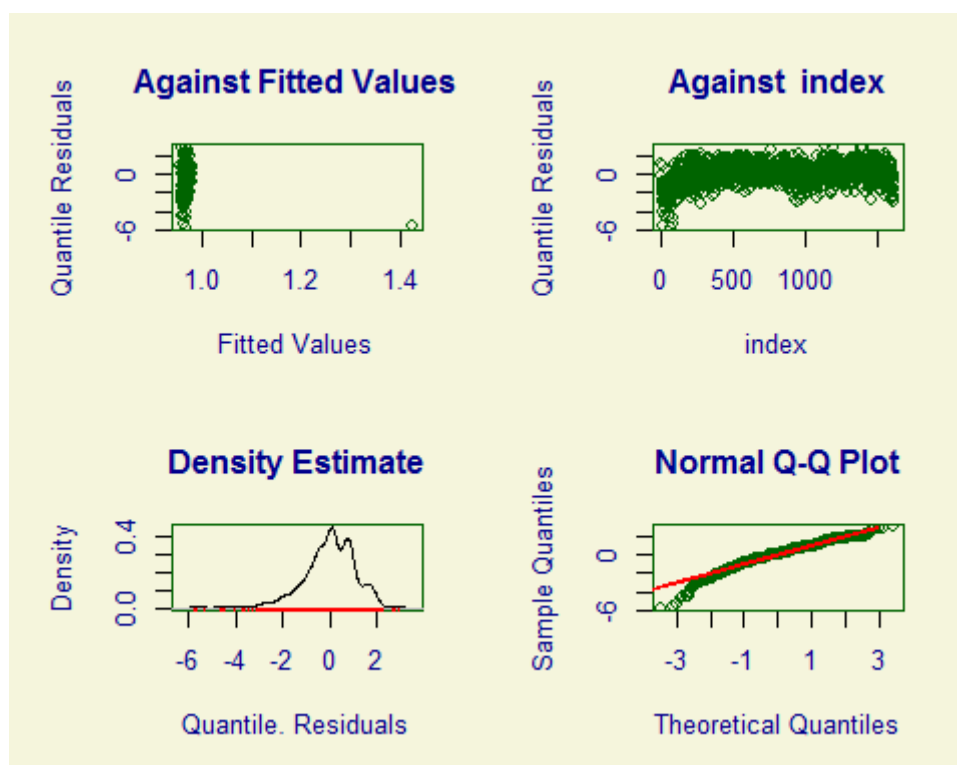 Against Fitted Values
Quantile Residuals
0
-6
1.0 1.2 1.4
Fitted Values
Against index
Quantile Residuals
0
-6
0 500 1000
index
Density Estimate
Density
0.4
0.0
-6 -4 -2 0 2
Quantile. Residuals
Normal Q-Q Plot
Sample Quantiles
0
-6
-3 -1 1 3
Theoretical Quantiles